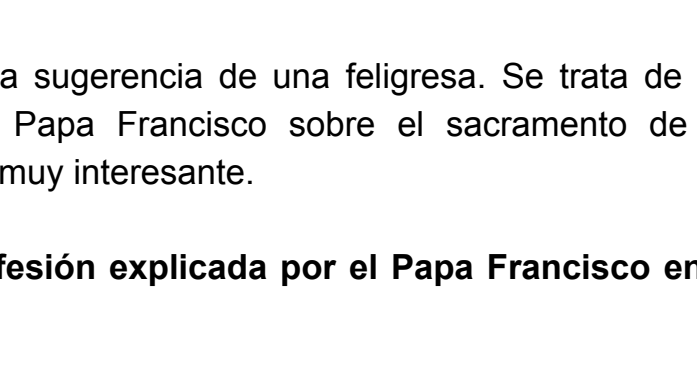 a sugerencia de una feligresa. Se trata de
Papa Francisco sobre el sacramento de
muy interesante.
fesión explicada por el Papa Francisco en